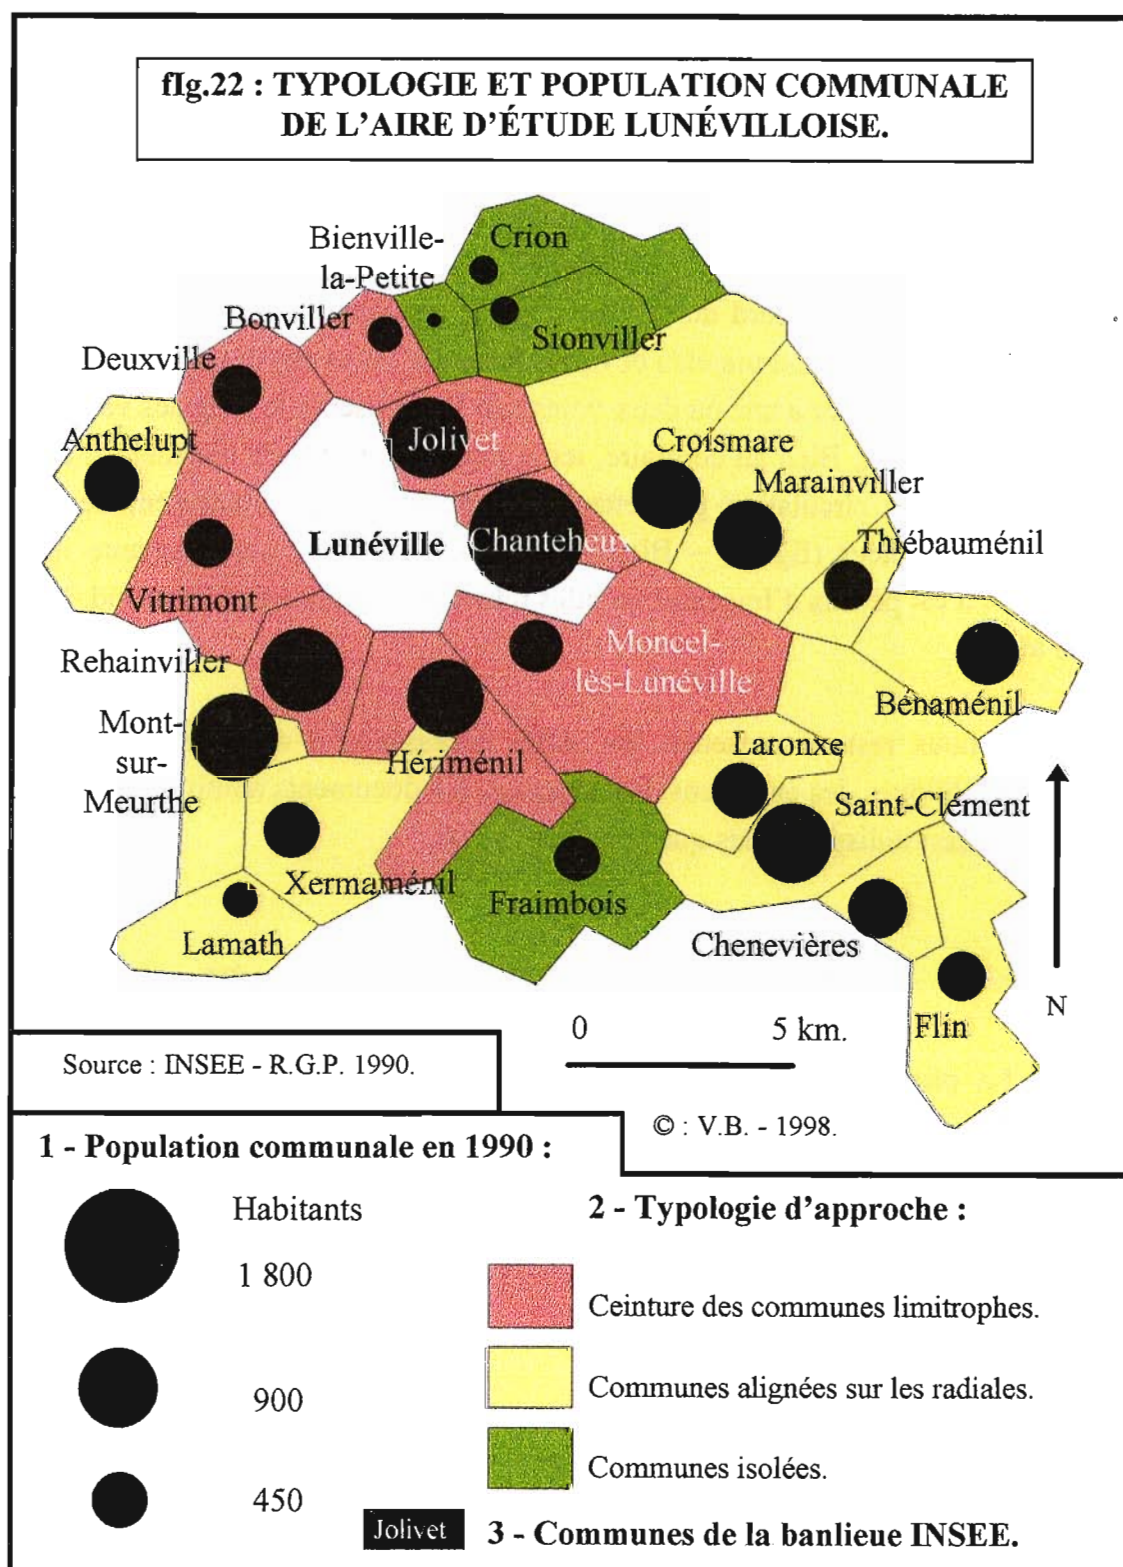 fIg.22 : TYPOLOGIE ET POPULATION COMMUNALE
DE L'AIRE D'ÉTUDE LUNÉVILLOISE.
Crion
Bienville-
la-Petite
Bonviller
Sionviller
Deuxville
Anthelupt
Jolivet
Croismare
Marainviller
Lunéville
Chanteheux
Thiébauménil
Vitrimont
Rehainviller
Moncel-
lès-Lunéville
Bénaménil
Mont-
sur-
Meurthe
Hériménil
Laronxe
Saint-Clément
Xermaménil
Fraimbois
Lamath
Chenevières
Flin
N
0 5 km.
Source : INSEE - R.G.P. 1990.
© : V.B. - 1998.
1 - Population communale en 1990 :
Habitants
1 800
900
450
2 - Typologie d'approche :
Ceinture des communes limitrophes.
Communes alignées sur les radiales.
Communes isolées.
Jolivet 3 - Communes de la banlieue INSEE.